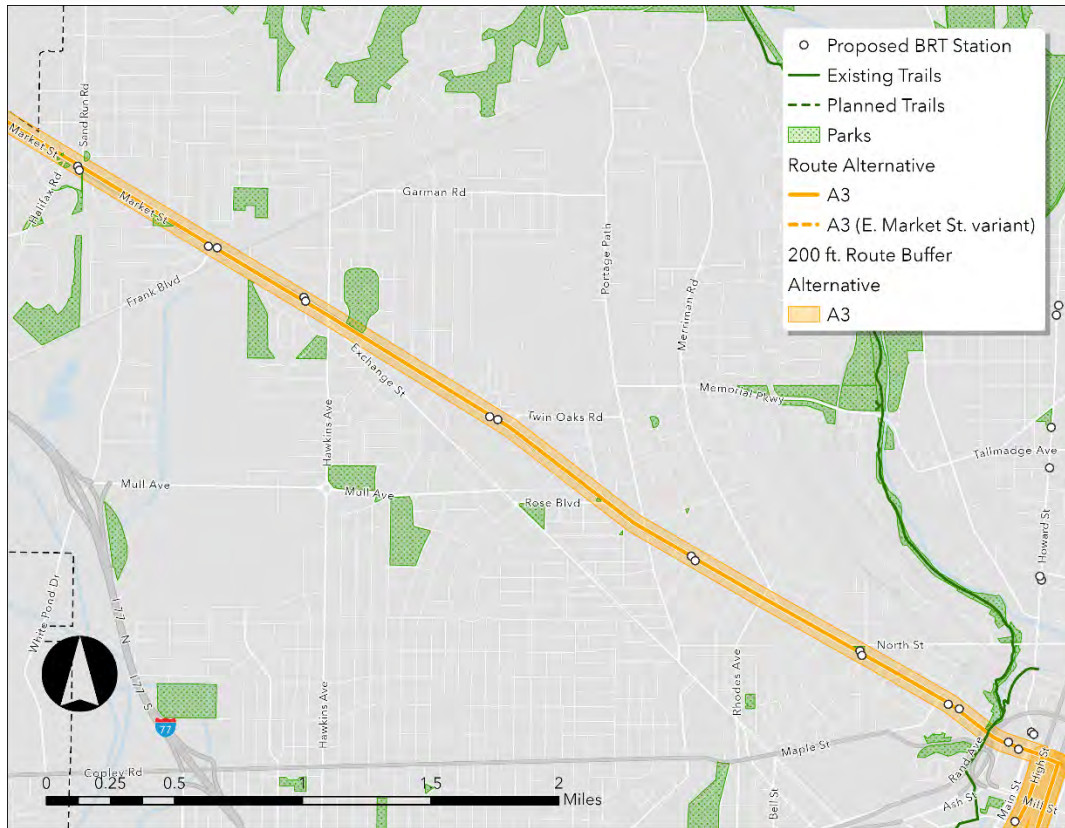 Proposed BRT Station
Existing Trails
Planned Trails
Parks
Route Alternative
A3
A3 (E. Market St. variant)
200 ft. Route Buffer
Alternative
A3
Sand Run Rd
Market St
Halifax Rd
Market St
Garman Rd
Portage Path
Merriman Rd
Frank Blvd
Exchange St
Hawkins Ave
Twin Oaks Rd
Memorial Pkwy
Tallmadge Ave
Mull Ave
Mull Ave
Rose Blvd
Howard St
White Pond Dr
I 77 N
I 77 S
North St
Rhodes Ave
Hawkins Ave
77
Maple St
Rand Ave
High St
Copley Rd
Bell St
Ash St
Main St
Mill St
0 0.25 0.5 1 1.5 2
Miles